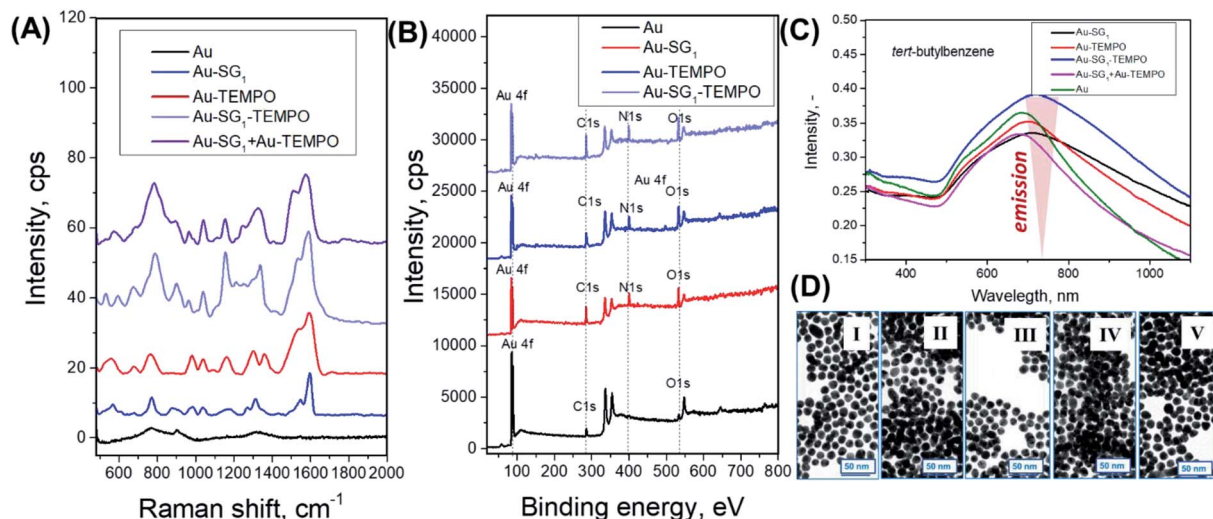 (A)
120
100
80
60
40
20
0
Intensity, cps
Au
Au-SG1
Au-TEMPO
Au-SG1-TEMPO
Au-SG1+Au-TEMPO
600 800 1000 1200 1400 1600 1800 2000
Raman shift, cm-1
(B)
35000
30000
25000
20000
15000
10000
5000
0
Intensity, cps
Au
Au-SG1
Au-TEMPO
Au-SG1-TEMPO
Au 4f
C1s
N1s
O1s
Au 4f
C1s
N1s
Au 4f
O1s
Au 4f
C1s
N1s
O1s
Au 4f
C1s
O1s
100 200 300 400 500 600 700 800
Binding energy, eV
(C)
0.50
0.45
0.40
0.35
0.30
0.25
0.20
0.15
Intensity, -
tert-butylbenzene
Au-SG1
Au-TEMPO
Au-SG1-TEMPO
Au-SG1+Au-TEMPO
Au
emission
400 600 800 1000
Wavelegth, nm
(D)
I II III IV V
50 nm 50 nm 50 nm 50 nm 50 nm